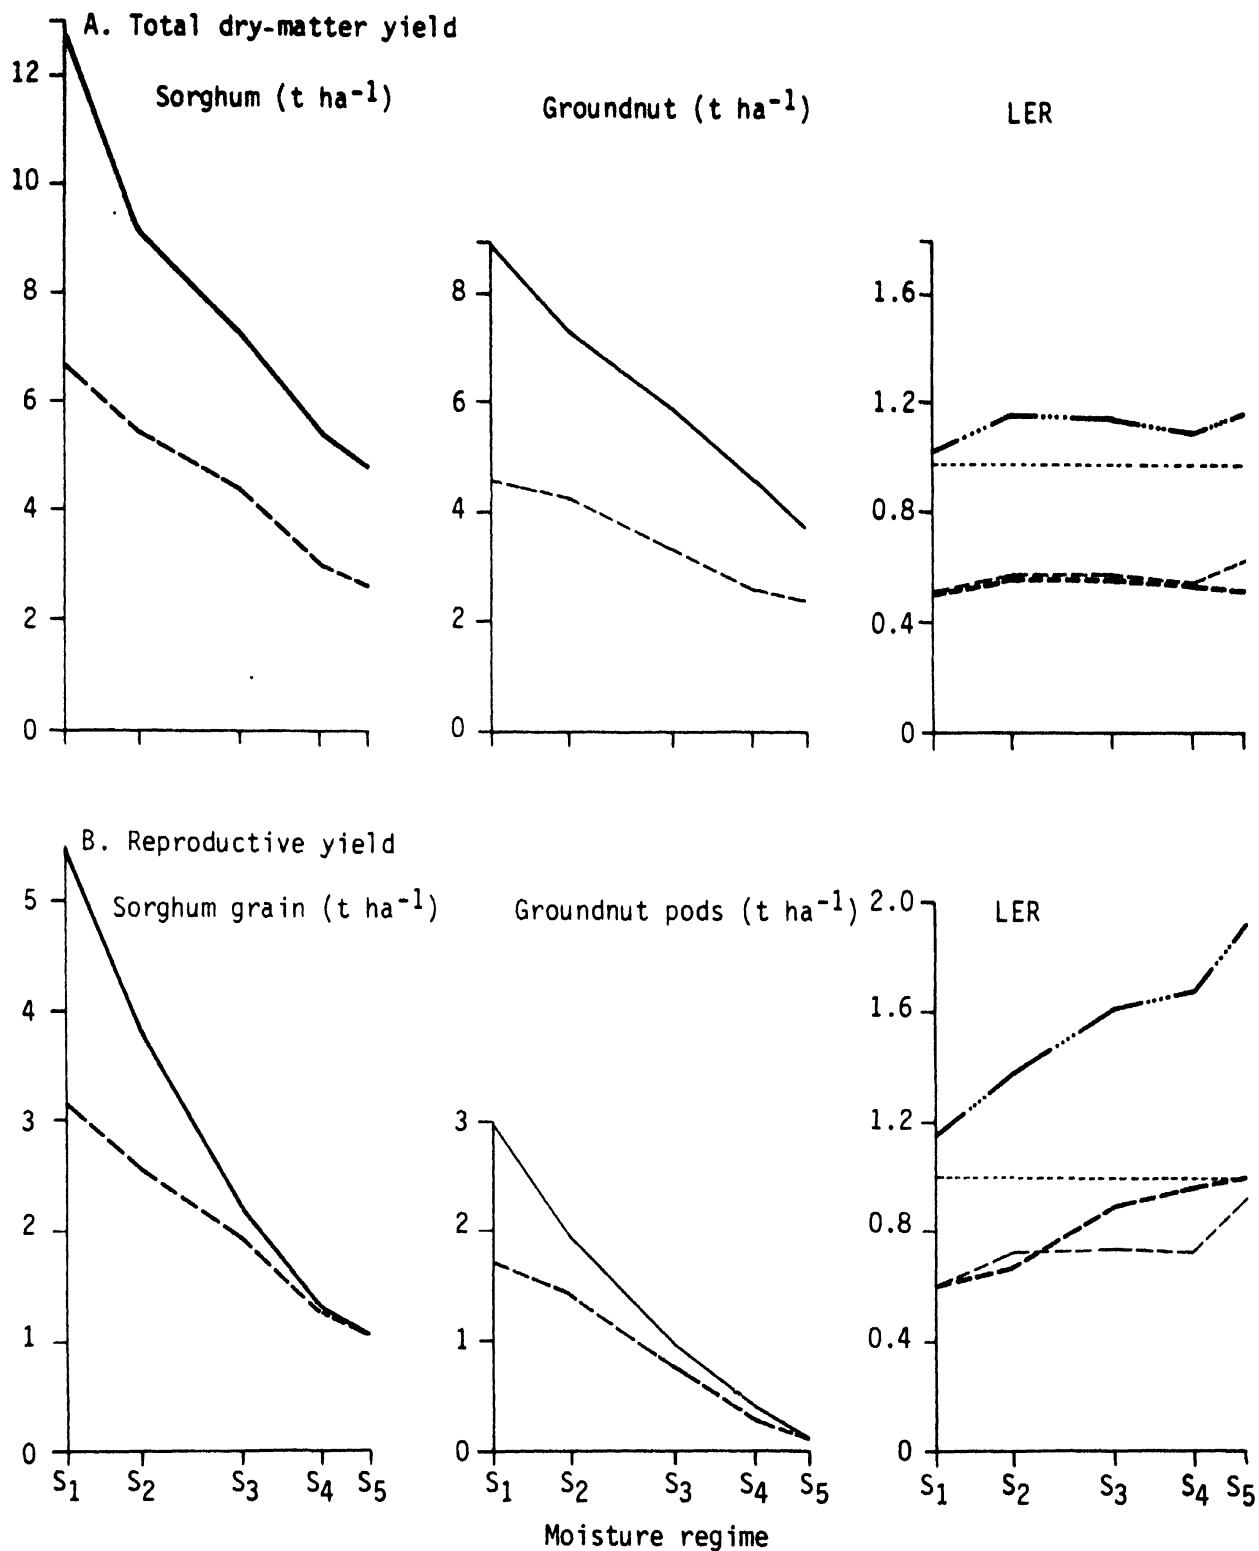 A. Total dry-matter yield
Sorghum (t ha-1)
Groundnut (t ha-1)
LER
12
10
8
6
4
2
0
8
6
4
2
0
1.6
1.2
0.8
0.4
0
B. Reproductive yield
Sorghum grain (t ha-1)
Groundnut pods (t ha-1)
LER
5
4
3
2
1
0
3
2
1
0
2.0
1.6
1.2
0.8
0.4
0
S1 S2 S3 S4 S5
S1 S2 S3 S4 S5
S1 S2 S3 S4 S5
Moisture regime